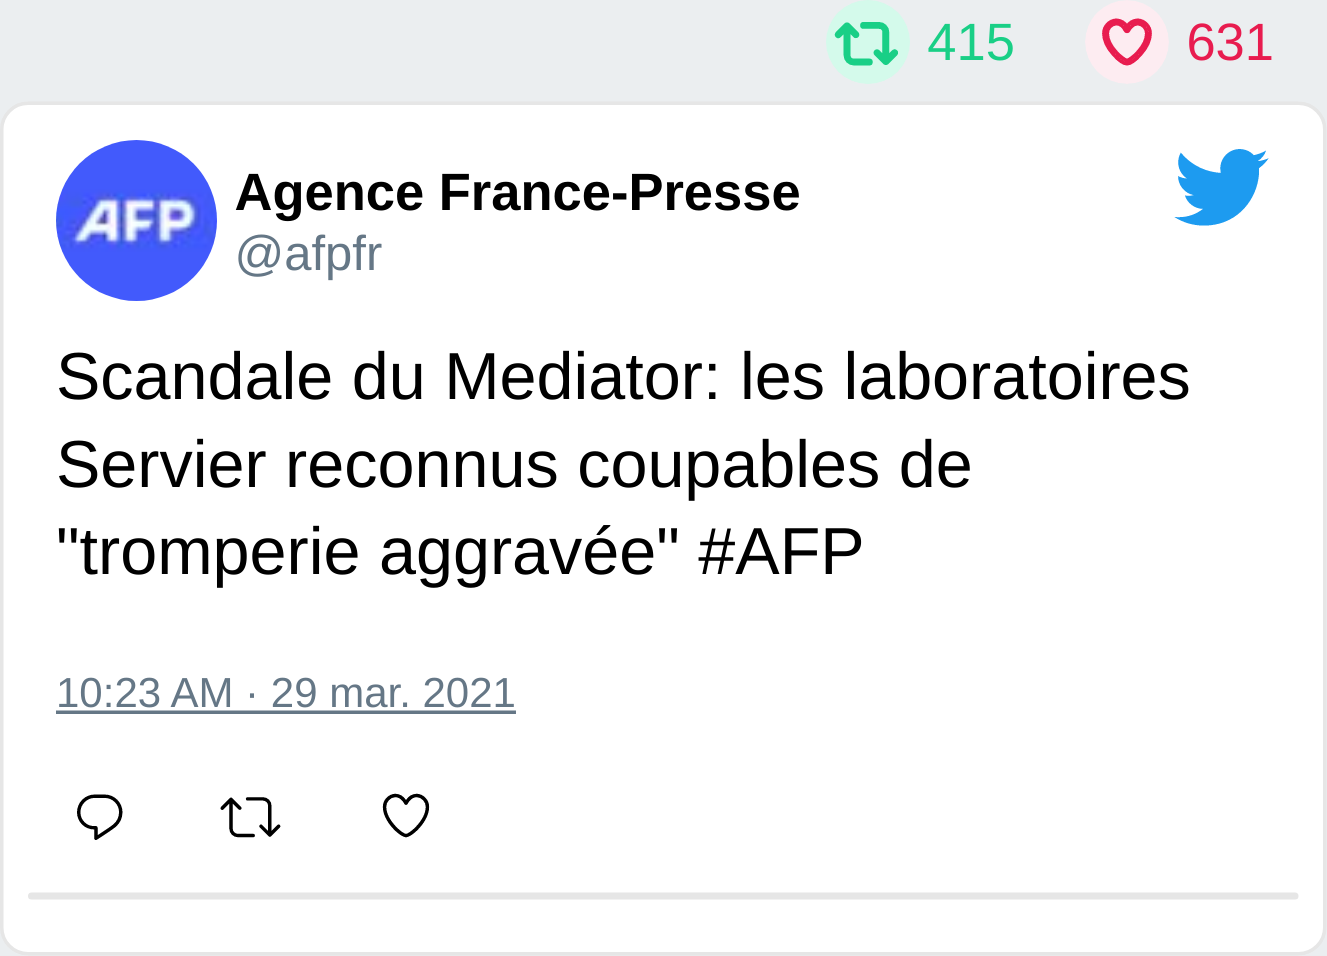 415 631
AFP
Agence France-Presse
@afpfr
Scandale du Mediator: les laboratoires
Servier reconnus coupables de
"tromperie aggravée" #AFP
10:23 AM · 29 mar. 2021